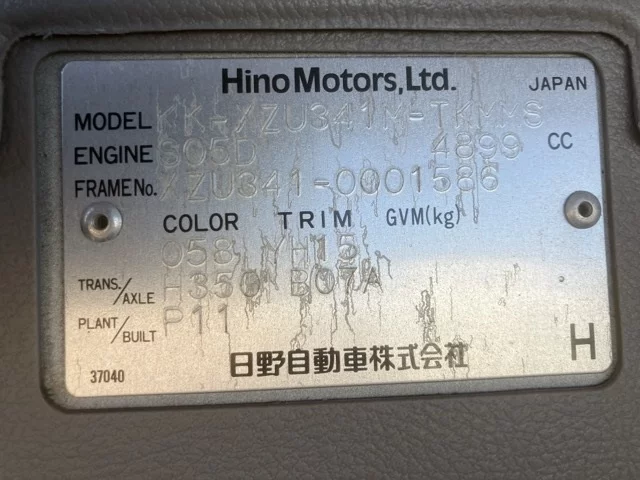 Hino Motors, Ltd. JAPAN
MODEL KK-XZU341M-TKMMS
ENGINE S05D 4899 CC
FRAME No. XZU341-0001586
COLOR TRIM GVM(kg)
058 YH15
TRANS./AXLE H350 B07A
PLANT/BUILT P11
日野自動車株式会社 H
37040